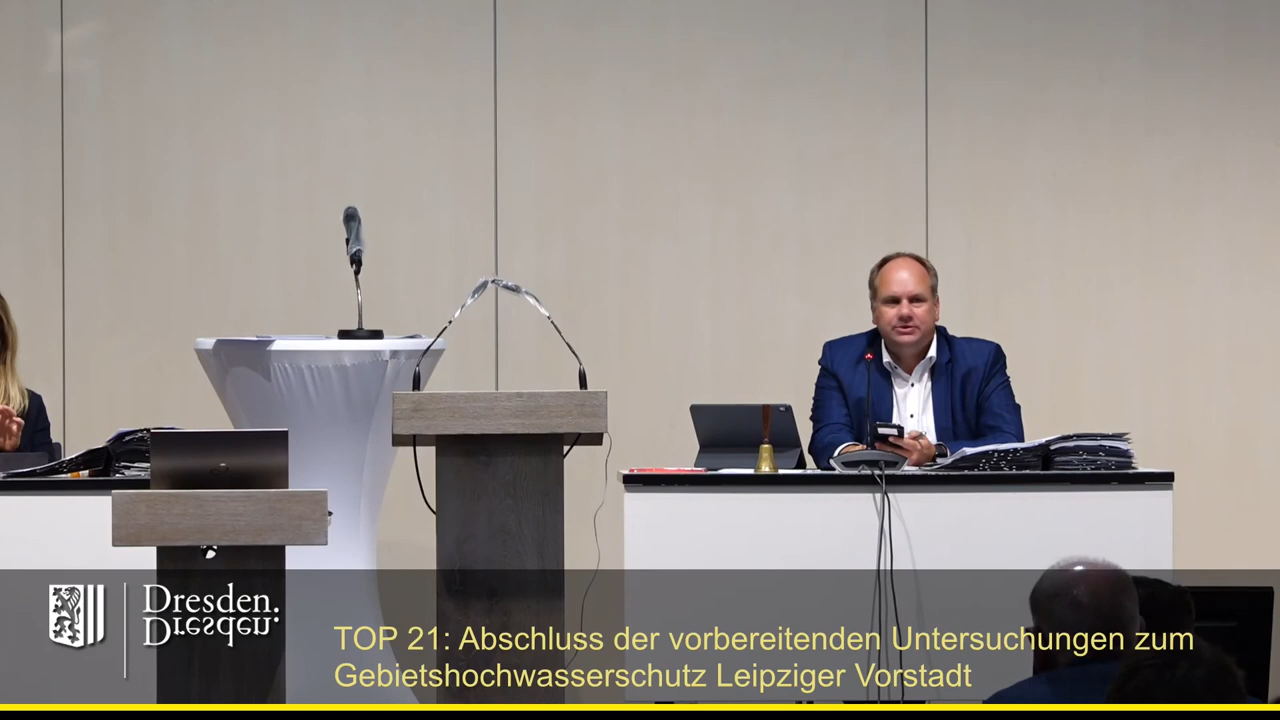 Dresden.
Dresden.
TOP 21: Abschluss der vorbereitenden Untersuchungen zum
Gebietshochwasserschutz Leipziger Vorstadt